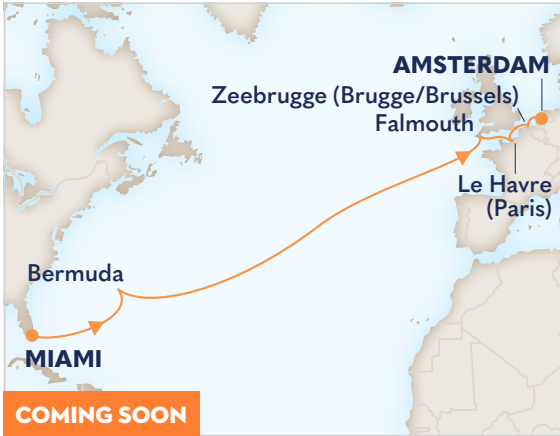 AMSTERDAM
Zeebrugge (Brugge/Brussels)
Falmouth
Le Havre
(Paris)
Bermuda
MIAMI
COMING SOON